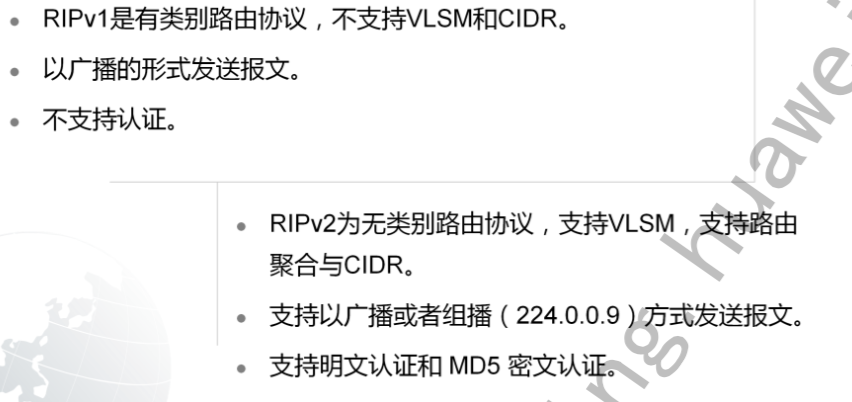 • RIPv1是有类别路由协议，不支持VLSM和CIDR。
• 以广播的形式发送报文。
• 不支持认证。
• RIPv2为无类别路由协议，支持VLSM，支持路由
聚合与CIDR。
• 支持以广播或者组播（224.0.0.9）方式发送报文。
• 支持明文认证和 MD5 密文认证。
ng.huawe